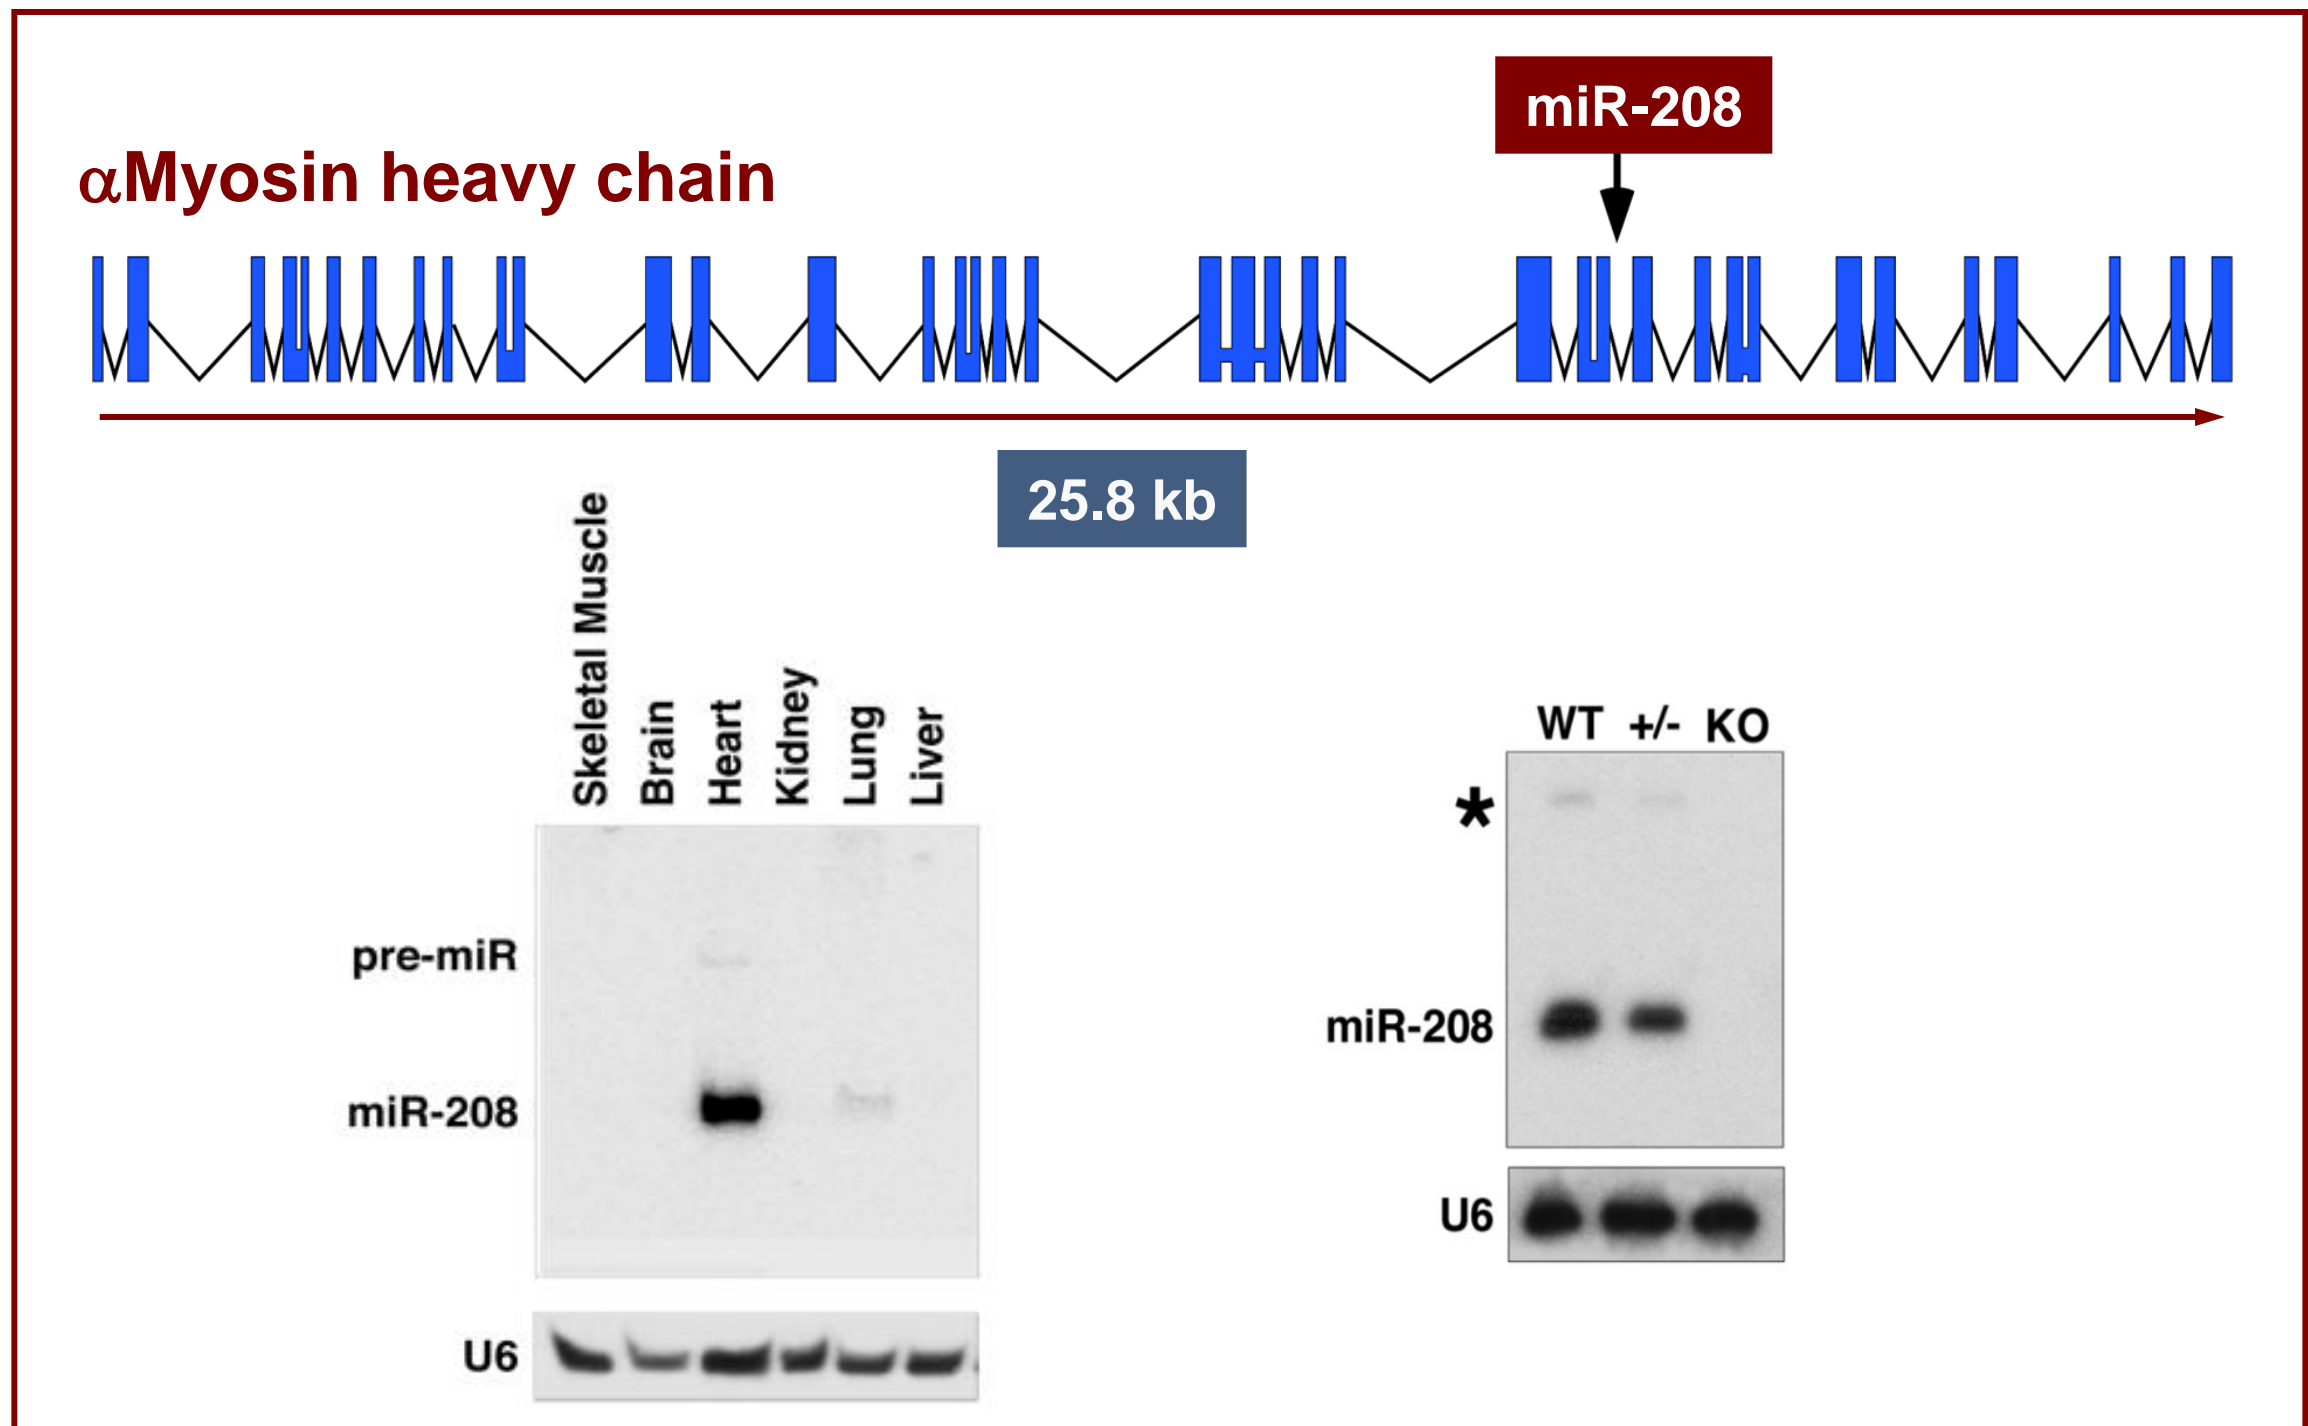 miR-208
αMyosin heavy chain
25.8 kb
Skeletal Muscle
Brain
Heart
Kidney
Lung
Liver
pre-miR
miR-208
U6
WT +/- KO
*
miR-208
U6